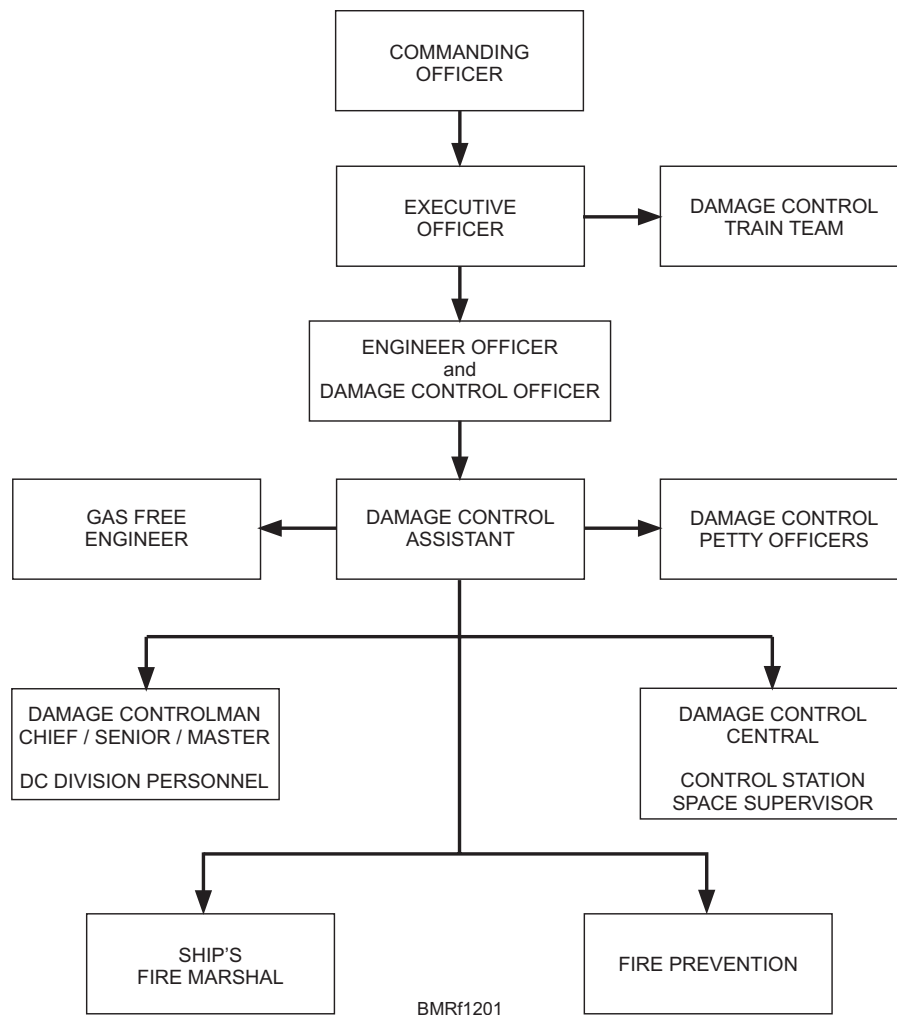 COMMANDING
OFFICER
EXECUTIVE
OFFICER
DAMAGE CONTROL
TRAIN TEAM
ENGINEER OFFICER
and
DAMAGE CONTROL OFFICER
GAS FREE
ENGINEER
DAMAGE CONTROL
ASSISTANT
DAMAGE CONTROL
PETTY OFFICERS
DAMAGE CONTROLMAN
CHIEF / SENIOR / MASTER
DC DIVISION PERSONNEL
DAMAGE CONTROL
CENTRAL
CONTROL STATION
SPACE SUPERVISOR
SHIP'S
FIRE MARSHAL
FIRE PREVENTION
BMRf1201